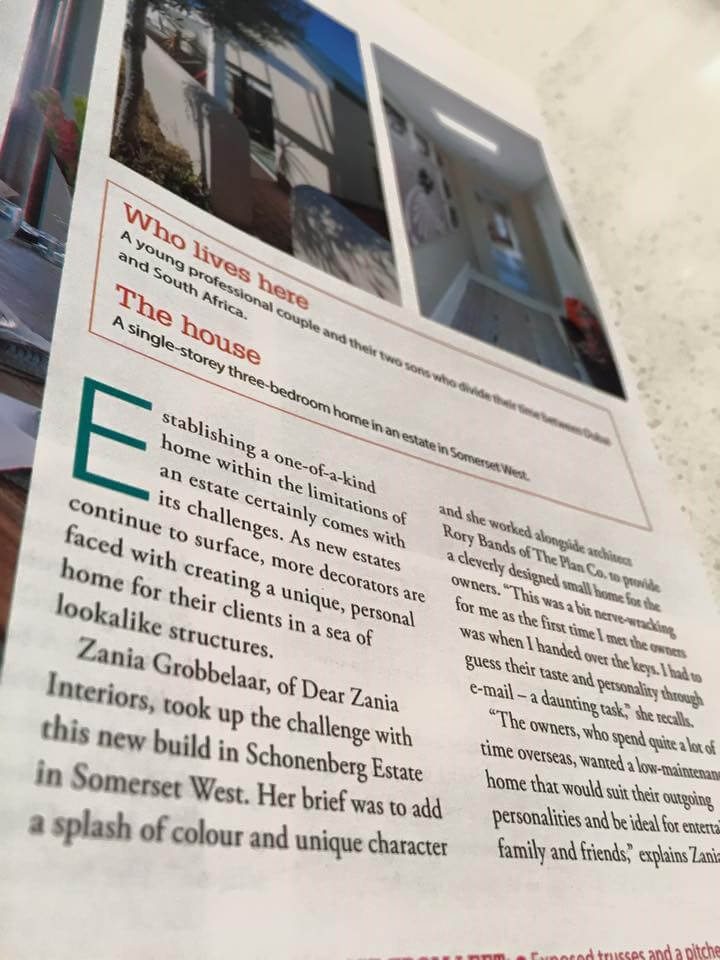 Who lives here
A young professional couple and their two sons who divide their time between Dubai
and South Africa.
The house
A single-storey three-bedroom home in an estate in Somerset West.
Establishing a one-of-a-kind
home within the limitations of
an estate certainly comes with
its challenges. As new estates
continue to surface, more decorators are
faced with creating a unique, personal
home for their clients in a sea of
lookalike structures.
Zania Grobbelaar, of Dear Zania
Interiors, took up the challenge with
this new build in Schonenberg Estate
in Somerset West. Her brief was to add
a splash of colour and unique character
and she worked alongside architect
Rory Bands of The Plan Co. to provide
a cleverly designed small home for the
owners. “This was a bit nerve-wracking
for me as the first time I met the owners
was when I handed over the keys. I had to
guess their taste and personality through
e-mail – a daunting task,” she recalls.
“The owners, who spend quite a lot of
time overseas, wanted a low-maintenan
home that would suit their outgoing
personalities and be ideal for enterta
family and friends,” explains Zania
Exposed trusses and a pitche